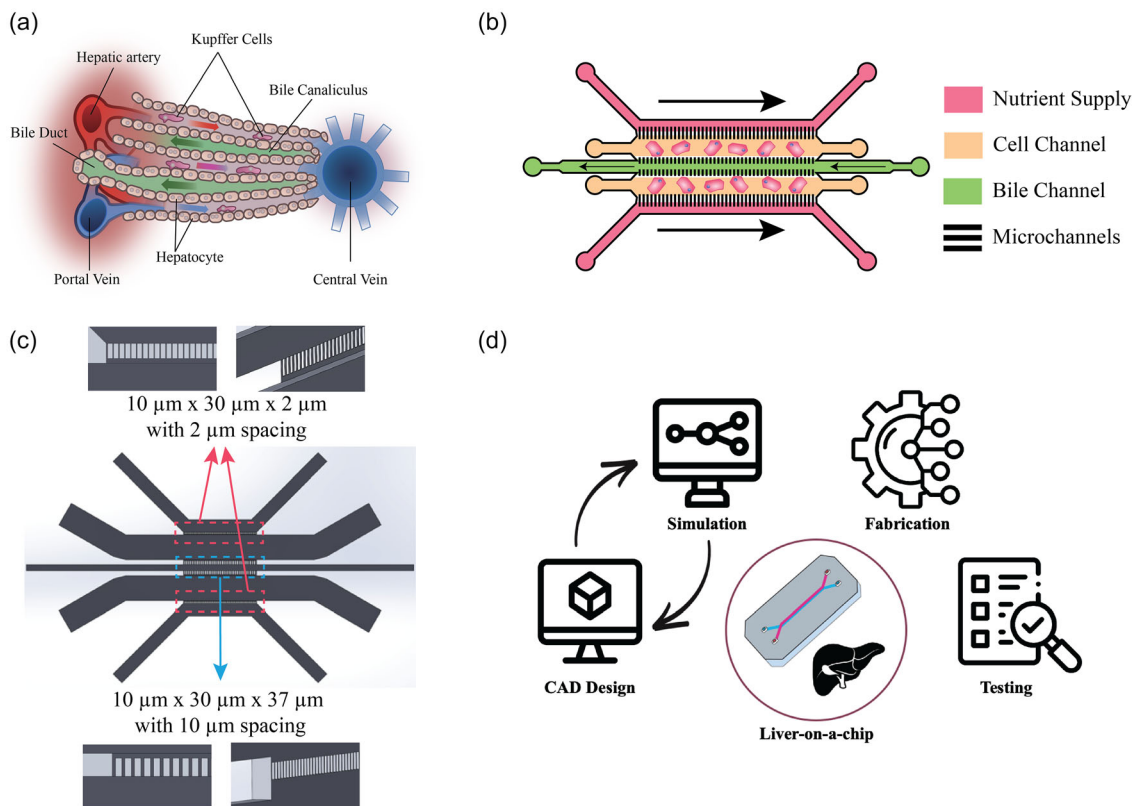 (a)
Kupffer Cells
Hepatic artery
Bile Canaliculus
Bile Duct
Hepatocyte
Portal Vein
Central Vein
(b)
Nutrient Supply
Cell Channel
Bile Channel
Microchannels
(c)
10 µm x 30 µm x 2 µm
with 2 µm spacing
10 µm x 30 µm x 37 µm
with 10 µm spacing
(d)
Simulation
Fabrication
CAD Design
Liver-on-a-chip
Testing